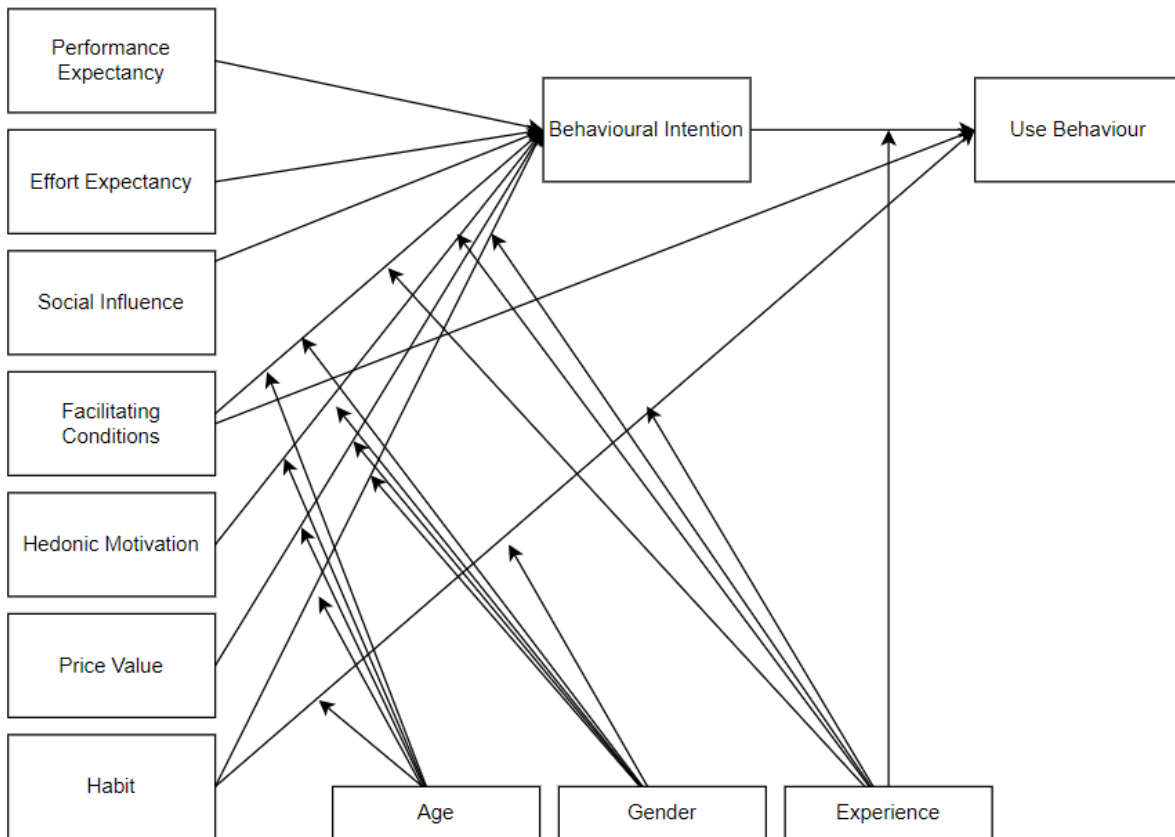 Performance
Expectancy
Behavioural Intention
Use Behaviour
Effort Expectancy
Social Influence
Facilitating
Conditions
Hedonic Motivation
Price Value
Habit
Age
Gender
Experience